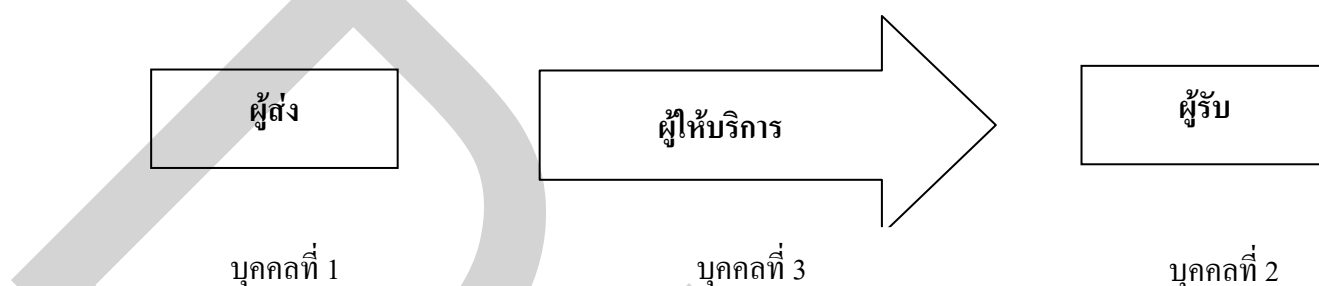 ผู้ส่ง
ผู้ให้บริการ
ผู้รับ
บุคคลที่ 1
บุคคลที่ 3
บุคคลที่ 2